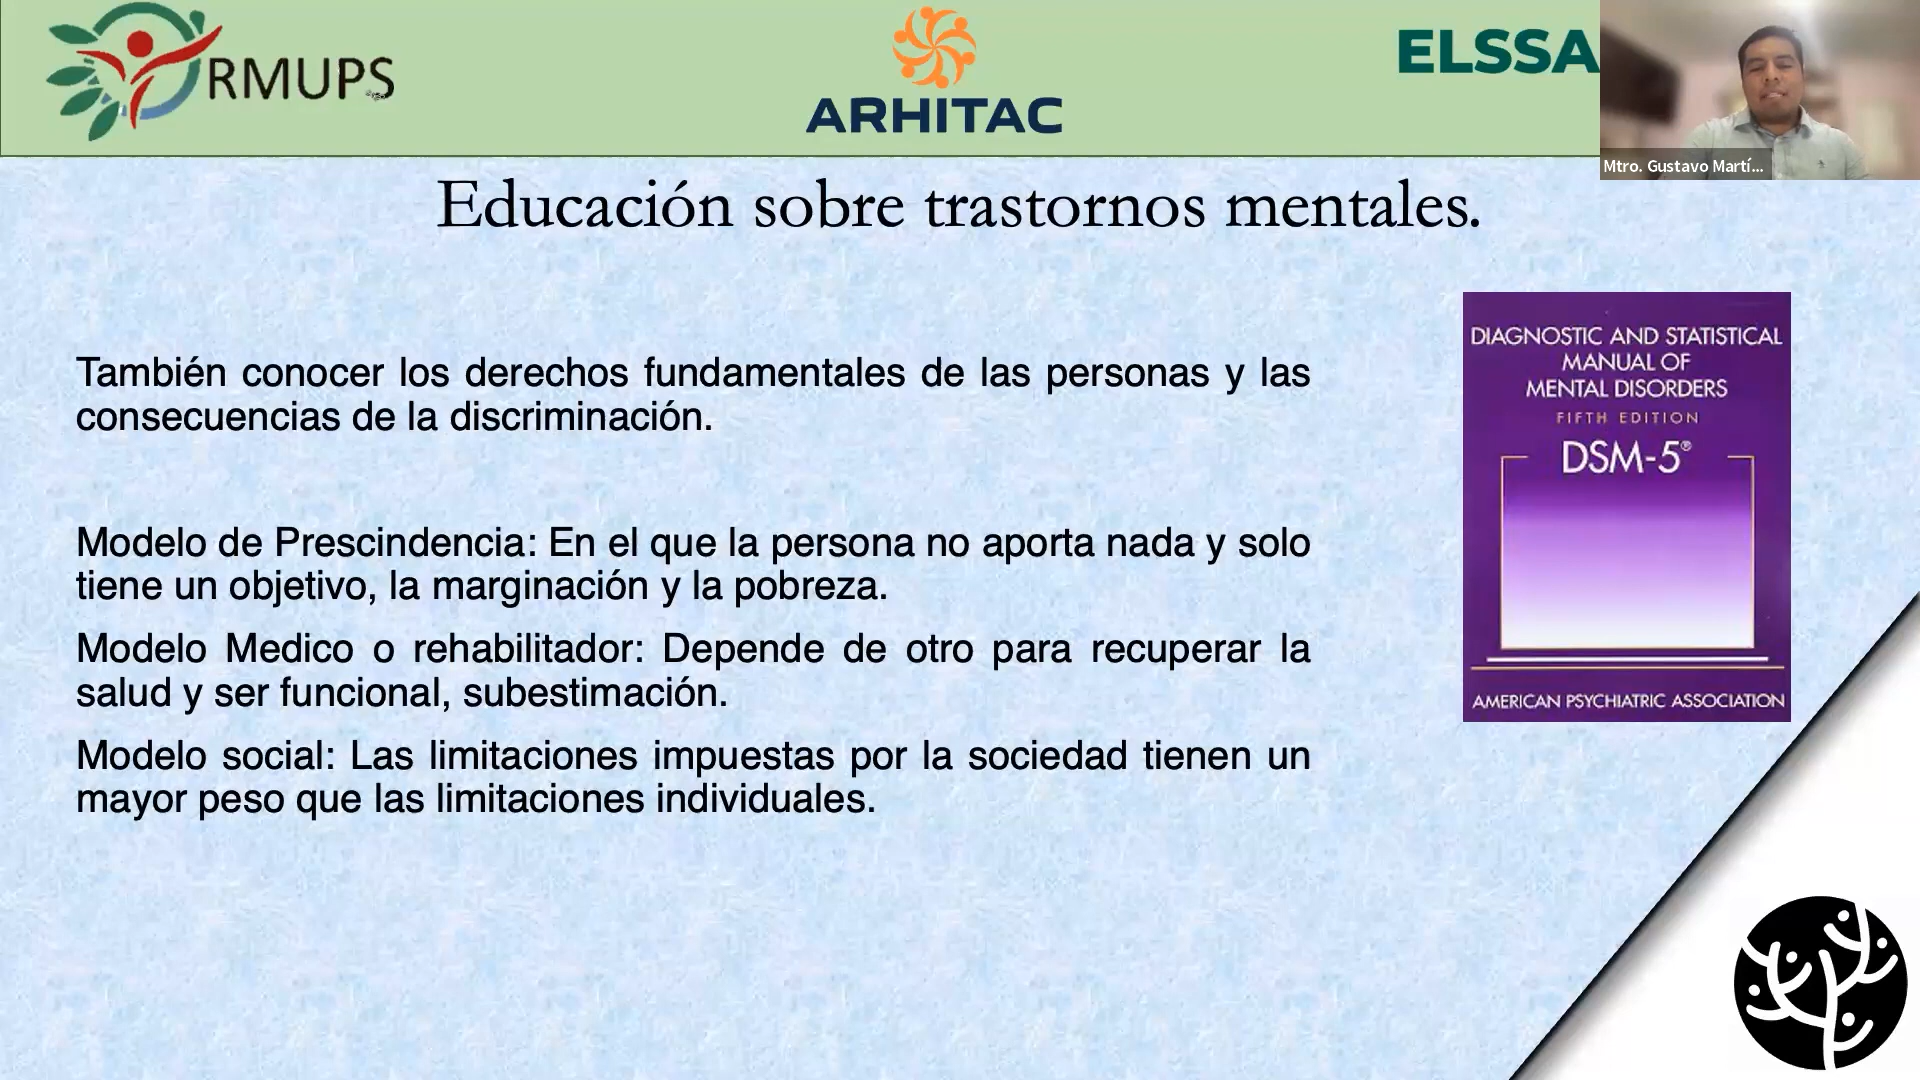 RMUPS
ARHITAC
ELSSA
Mtro. Gustavo Martí...
Educación sobre trastornos mentales.
También conocer los derechos fundamentales de las personas y las
consecuencias de la discriminación.
Modelo de Prescindencia: En el que la persona no aporta nada y solo
tiene un objetivo, la marginación y la pobreza.
Modelo Medico o rehabilitador: Depende de otro para recuperar la
salud y ser funcional, subestimación.
Modelo social: Las limitaciones impuestas por la sociedad tienen un
mayor peso que las limitaciones individuales.
DIAGNOSTIC AND STATISTICAL
MANUAL OF
MENTAL DISORDERS
FIFTH EDITION
DSM-5®
AMERICAN PSYCHIATRIC ASSOCIATION